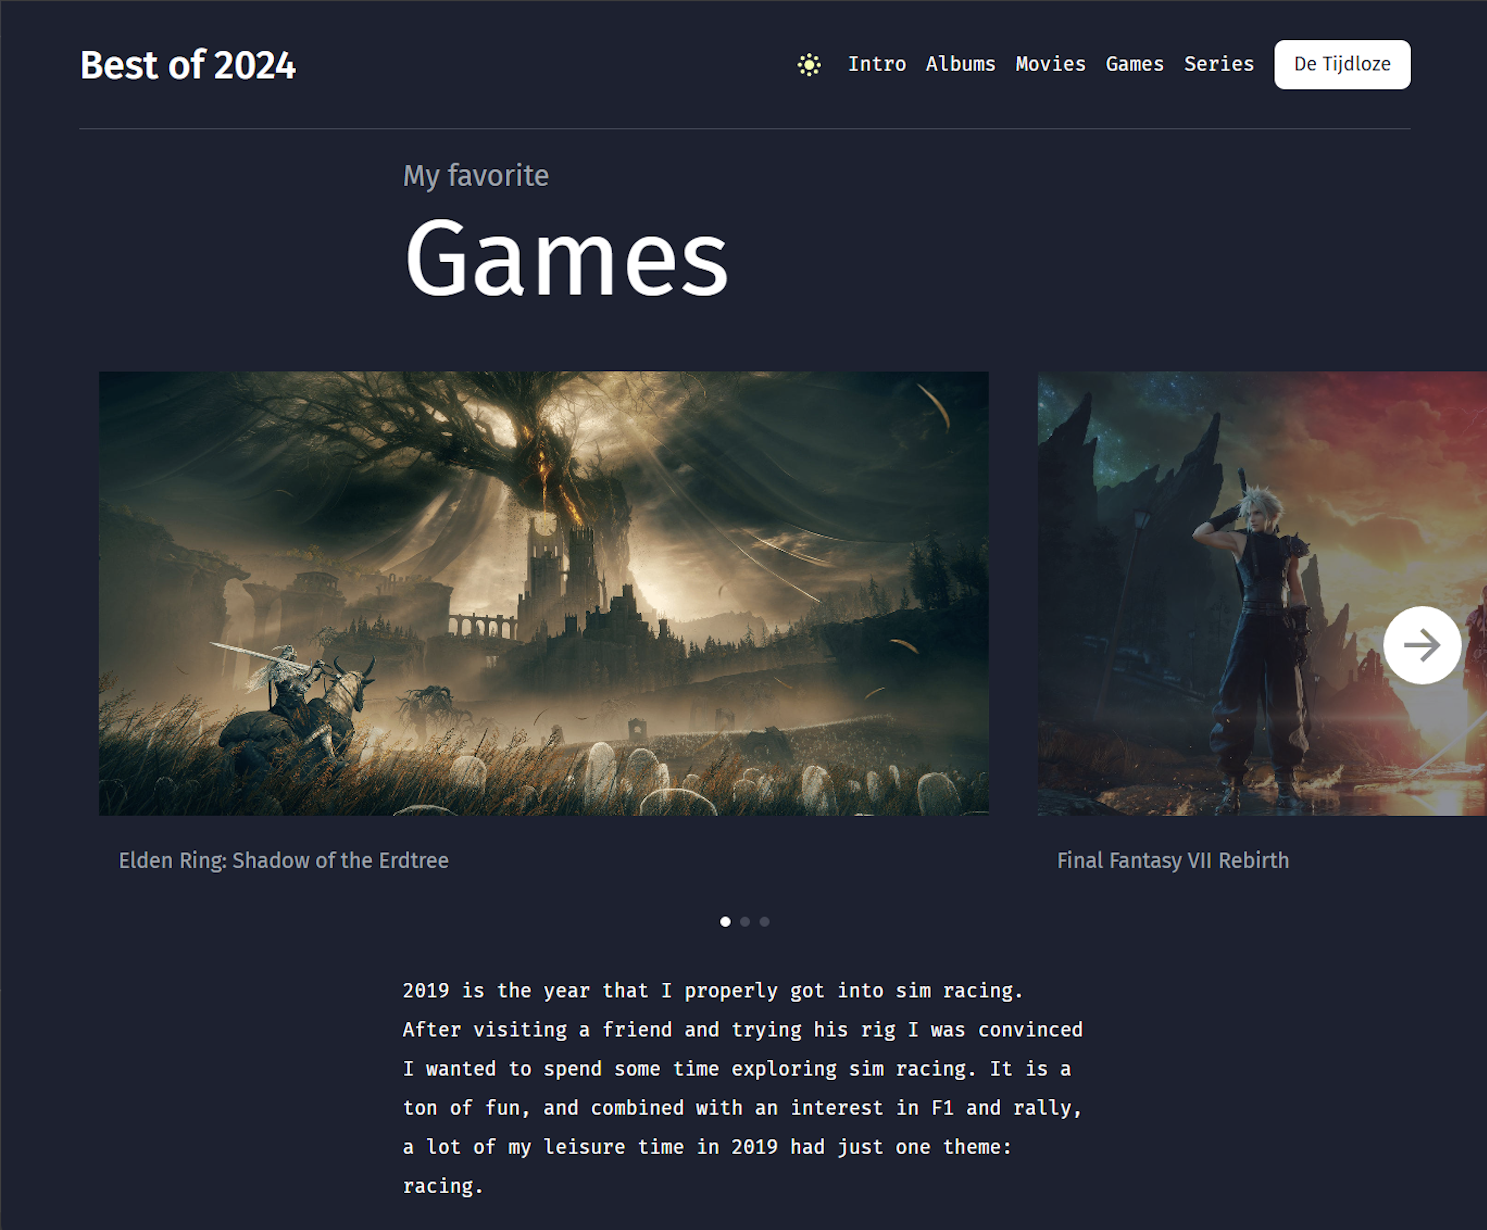 Best of 2024
Intro Albums Movies Games Series De Tijdloze
My favorite
Games
Elden Ring: Shadow of the Erdtree
Final Fantasy VII Rebirth
2019 is the year that I properly got into sim racing.
After visiting a friend and trying his rig I was convinced
I wanted to spend some time exploring sim racing. It is a
ton of fun, and combined with an interest in F1 and rally,
a lot of my leisure time in 2019 had just one theme:
racing.